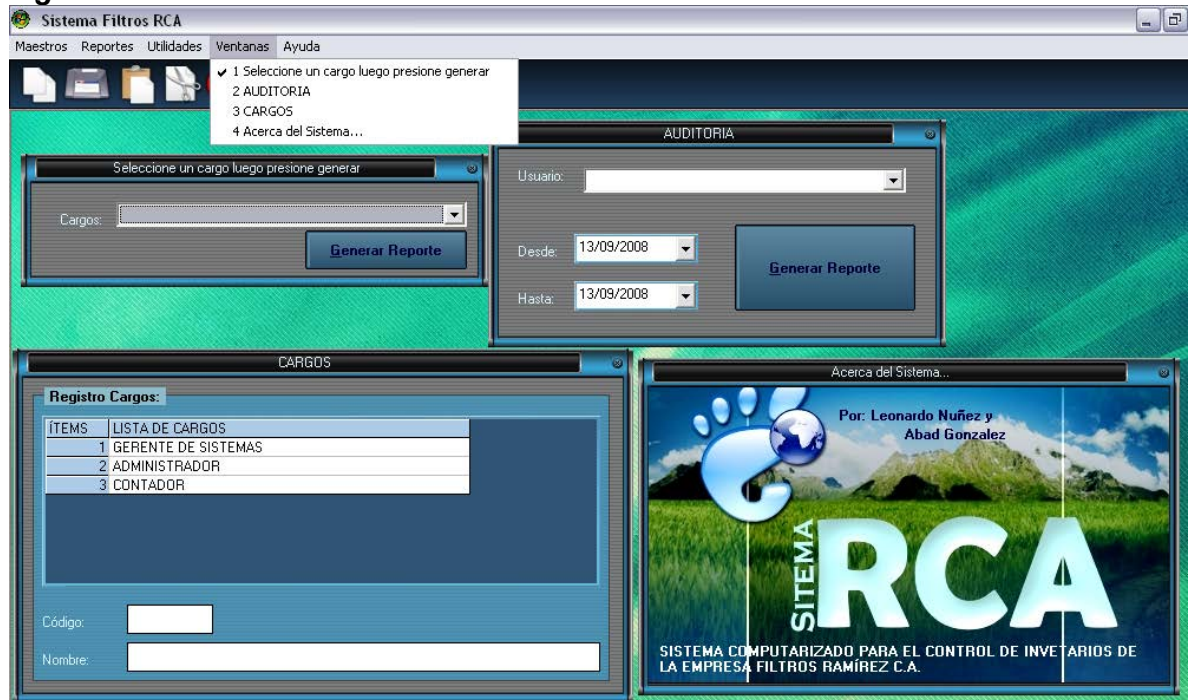 Sistema Filtros RCA
Maestros Reportes Utilidades Ventanas Ayuda
1 Seleccione un cargo luego presione generar
2 AUDITORIA
3 CARGOS
4 Acerca del Sistema...
Seleccione un cargo luego presione generar
Cargos:
Generar Reporte
AUDITORIA
Usuario:
Desde: 13/09/2008
Hasta: 13/09/2008
Generar Reporte
CARGOS
Registro Cargos:
ÍTEMS LISTA DE CARGOS
1 GERENTE DE SISTEMAS
2 ADMINISTRADOR
3 CONTADOR
Código:
Nombre:
Acerca del Sistema...
Por: Leonardo Nuñez y
Abad Gonzalez
SITEMA
RCA
SISTEMA COMPUTARIZADO PARA EL CONTROL DE INVETARIOS DE
LA EMPRESA FILTROS RAMÍREZ C.A.